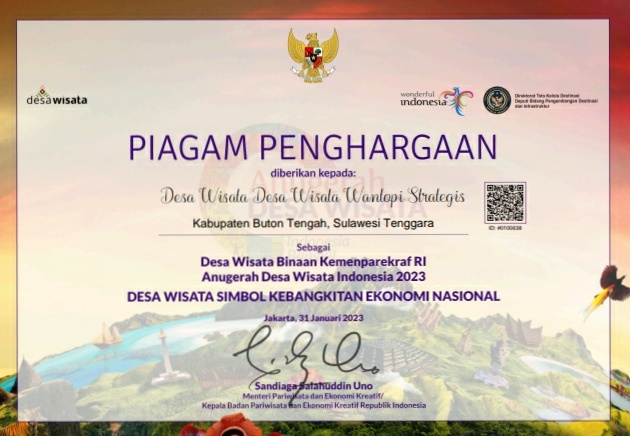 desawisata
wonderful
indonesia
Direktorat Tata Kelola Destinasi
Deputi Bidang Pengembangan Destinasi
dan Infrastruktur
PIAGAM PENGHARGAAN
diberikan kepada:
Desa Wisata Desa Wisata Wantopi Strategis
Kabupaten Buton Tengah, Sulawesi Tenggara
ID: #0100638
Sebagai
Desa Wisata Binaan Kemenparekraf RI
Anugerah Desa Wisata Indonesia 2023
DESA WISATA SIMBOL KEBANGKITAN EKONOMI NASIONAL
Jakarta, 31 Januari 2023
Sandiaga Salahuddin Uno
Menteri Pariwisata dan Ekonomi Kreatif/
Kepala Badan Pariwisata dan Ekonomi Kreatif Republik Indonesia